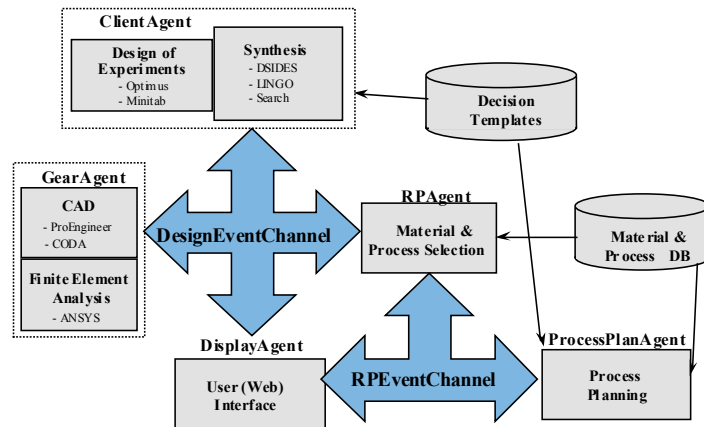 ClientAgent
Design of
Experiments
- Optimus
- Minitab
Synthesis
- DSIDES
- LINGO
- Search
Decision
Templates
GearAgent
CAD
- ProEngineer
- CODA
Finite Element
Analysis
- ANSYS
DesignEventChannel
RPAgent
Material &
Process Selection
Material &
Process DB
DisplayAgent
User (Web)
Interface
RPEventChannel
ProcessPlanAgent
Process
Planning